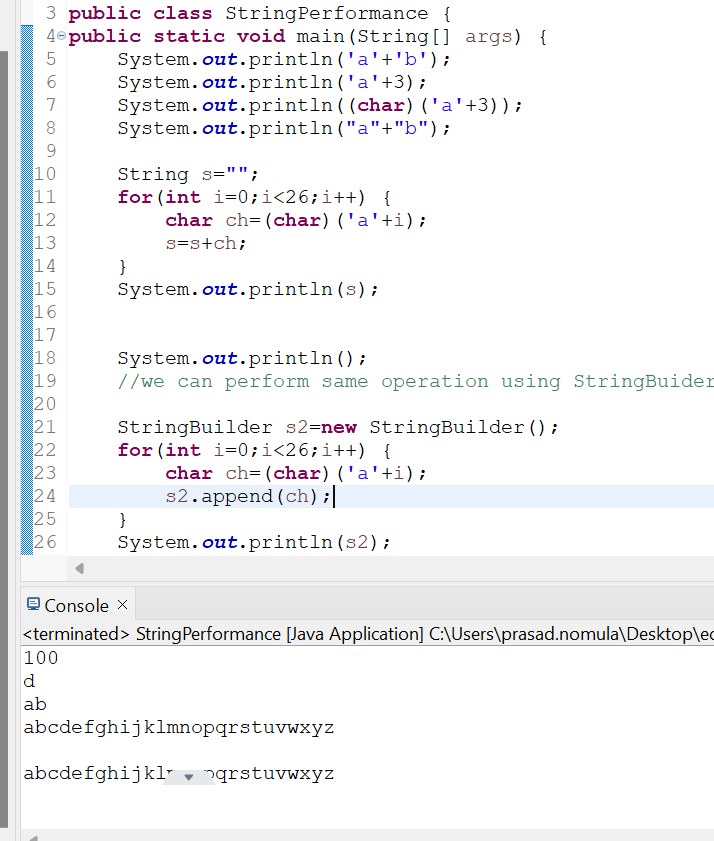 3 public class StringPerformance {
4 public static void main(String[] args) {
5 System.out.println('a'+'b');
6 System.out.println('a'+3);
7 System.out.println((char)('a'+3));
8 System.out.println("a"+"b");
9
10 String s="";
11 for(int i=0;i<26;i++) {
12 char ch=(char)('a'+i);
13 s=s+ch;
14 }
15 System.out.println(s);
16
17
18 System.out.println();
19 //we can perform same operation using StringBuider
20
21 StringBuilder s2=new StringBuilder();
22 for(int i=0;i<26;i++) {
23 char ch=(char)('a'+i);
24 s2.append(ch);
25 }
26 System.out.println(s2);
Console
<terminated> StringPerformance [Java Application] C:\Users\prasad.nomula\Desktop\ec
100
d
ab
abcdefghijklmnopqrstuvwxyz
abcdefghijkl pqrstuvwxyz